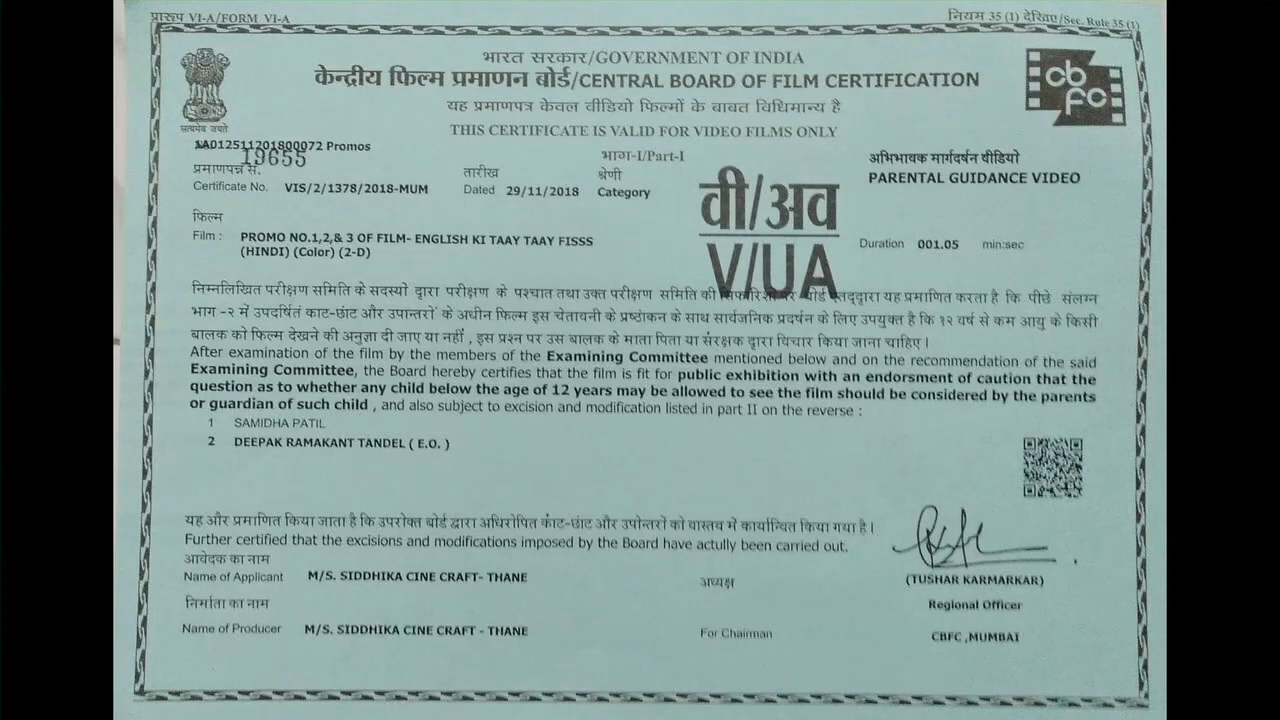 प्रारूप VI-A/FORM VI-A
नियम 35 (1) देखिए/Sec. Rule 35 (1)
भारत सरकार/GOVERNMENT OF INDIA
केन्द्रीय फिल्म प्रमाणन बोर्ड/CENTRAL BOARD OF FILM CERTIFICATION
cbfc
यह प्रमाणपत्र केवल वीडियो फिल्मों के बावत विधिमान्य है
सत्यमेव जयते
THIS CERTIFICATE IS VALID FOR VIDEO FILMS ONLY
1A012511201800072 Promos
19655
भाग-I/Part-I
अभिभावक मार्गदर्षन वीडियो
प्रमाणपत्र सं.
तारीख
श्रेणी
PARENTAL GUIDANCE VIDEO
Certificate No. VIS/2/1378/2018-MUM Dated 29/11/2018 Category
वी/अव
V/UA
फिल्म
Film : PROMO NO.1,2,& 3 OF FILM- ENGLISH KI TAAY TAAY FISSS
(HINDI) (Color) (2-D)
Duration 001.05 min:sec
निम्नलिखित परीक्षण समिति के सदस्यो द्वारा परीक्षण के पश्चात तथा उक्त परीक्षण समिति की बोर्ड एतद्द्वारा यह प्रमाणित करता है कि पीछे संलग्न
भाग -२ में उपदर्षित काट-छांट और उपान्तरों के अधीन फिल्म इस चेतावनी के प्रष्ठांकन के साथ सार्वजनिक प्रदर्षन के लिए उपयुक्त है कि १२ वर्ष से कम आयु के किसी
बालक को फिल्म देखने की अनुज्ञा दी जाए या नहीं , इस प्रश्न पर उस बालक के माता पिता या संरक्षक द्वारा विचार किया जाना चाहिए ।
After examination of the film by the members of the Examining Committee mentioned below and on the recommendation of the said
Examining Committee, the Board hereby certifies that the film is fit for public exhibition with an endorsment of caution that the
question as to whether any child below the age of 12 years may be allowed to see the film should be considered by the parents
or guardian of such child , and also subject to excision and modification listed in part II on the reverse :
1 SAMIDHA PATIL
2 DEEPAK RAMAKANT TANDEL ( E.O. )
यह और प्रमाणित किया जाता है कि उपरोक्त बोर्ड द्वारा अधिरोपित काट-छांट और उपोन्तरों को वास्तव में कार्यान्वित किया गया है ।
Further certified that the excisions and modifications imposed by the Board have actully been carried out.
आवेदक का नाम
Name of Applicant M/S. SIDDHIKA CINE CRAFT- THANE
अध्यक्ष
(TUSHAR KARMARKAR)
निर्माता का नाम
Regional Officer
Name of Producer M/S. SIDDHIKA CINE CRAFT - THANE
For Chairman
CBFC ,MUMBAI